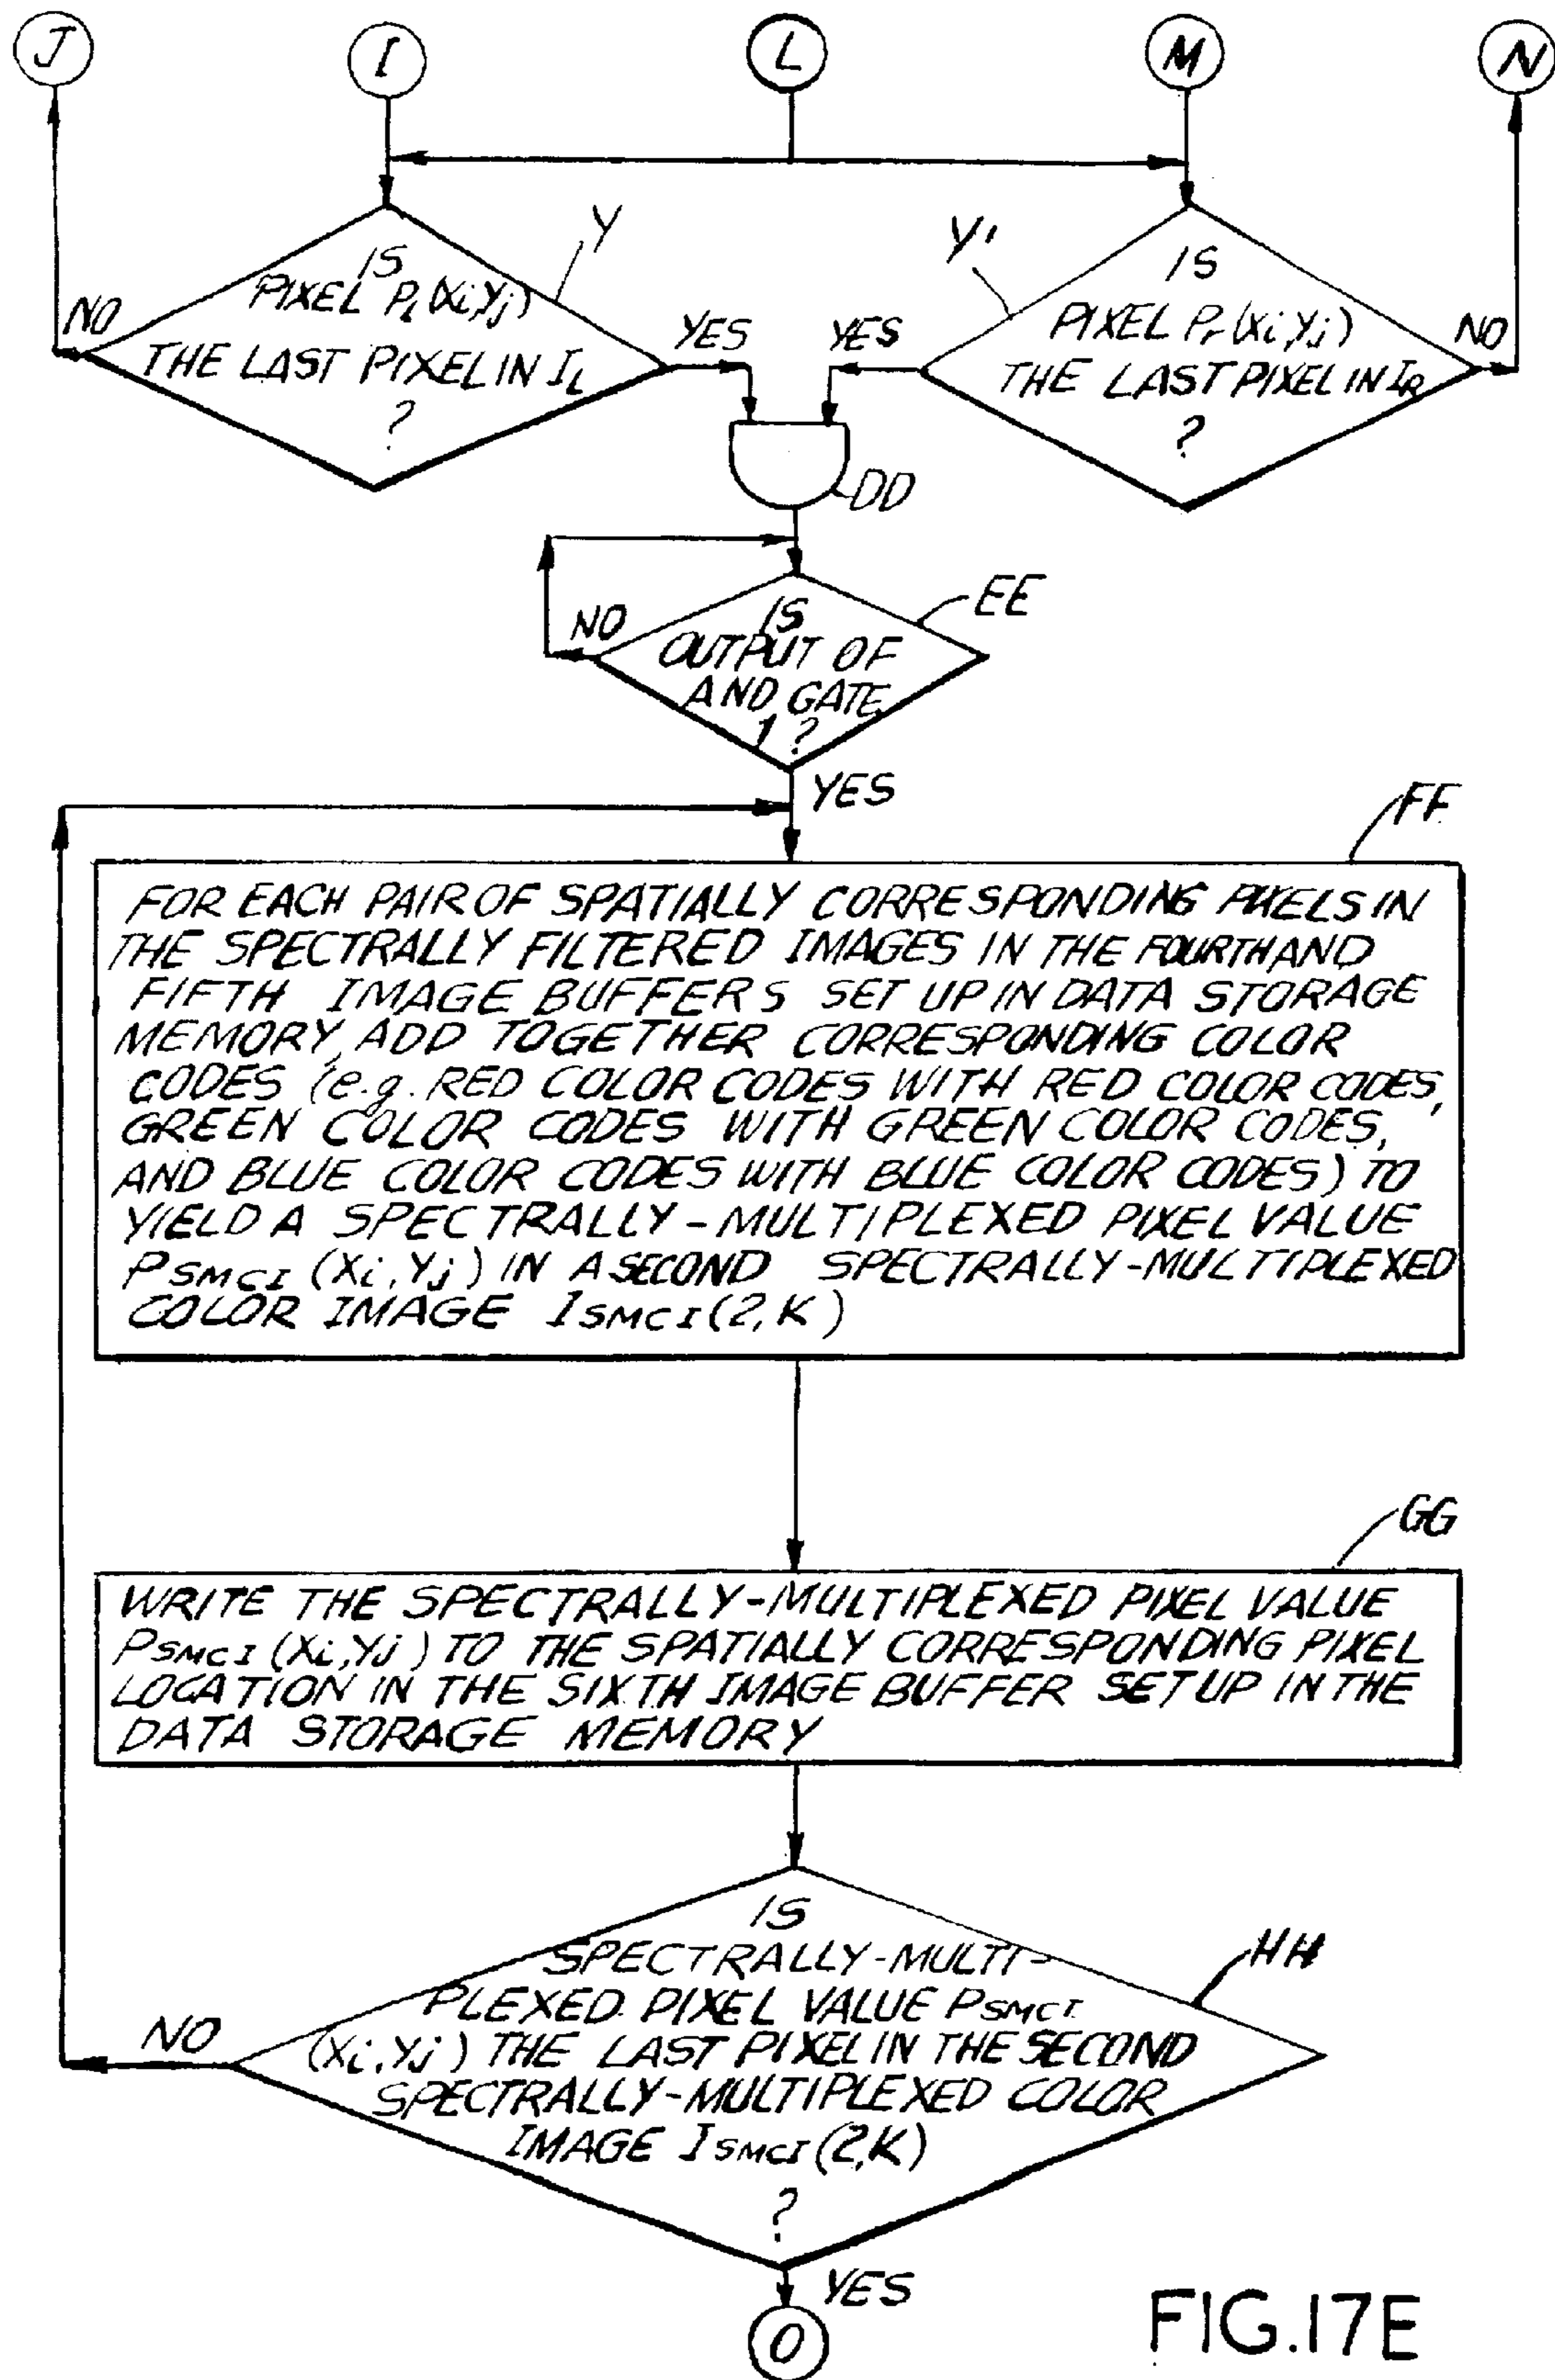 J
I
L
M
N
Y
IS
PIXEL PL(Xi,Yj)
THE LAST PIXEL IN IL
?
NO
YES
Y'
IS
PIXEL Pr(Xi,Yj)
THE LAST PIXEL IN IR
?
YES
NO
DD
EE
IS
OUTPUT OF
AND GATE
1?
NO
YES
FF
FOR EACH PAIR OF SPATIALLY CORRESPONDING PIXELS IN
THE SPECTRALLY FILTERED IMAGES IN THE FOURTH AND
FIFTH IMAGE BUFFERS SET UP IN DATA STORAGE
MEMORY, ADD TOGETHER CORRESPONDING COLOR
CODES (e.g. RED COLOR CODES WITH RED COLOR CODES,
GREEN COLOR CODES WITH GREEN COLOR CODES,
AND BLUE COLOR CODES WITH BLUE COLOR CODES) TO
YIELD A SPECTRALLY-MULTIPLEXED PIXEL VALUE
PSMCI (Xi,Yj) IN A SECOND SPECTRALLY-MULTIPLEXED
COLOR IMAGE ISMCI(2,K)
GG
WRITE THE SPECTRALLY-MULTIPLEXED PIXEL VALUE
PSMCI (Xi,Yj) TO THE SPATIALLY CORRESPONDING PIXEL
LOCATION IN THE SIXTH IMAGE BUFFER SET UP IN THE
DATA STORAGE MEMORY
HH
IS
SPECTRALLY-MULTI-
PLEXED PIXEL VALUE PSMCI
(Xi,Yj) THE LAST PIXEL IN THE SECOND
SPECTRALLY-MULTIPLEXED COLOR
IMAGE ISMCI(2,K)
?
NO
YES
O
FIG.17E